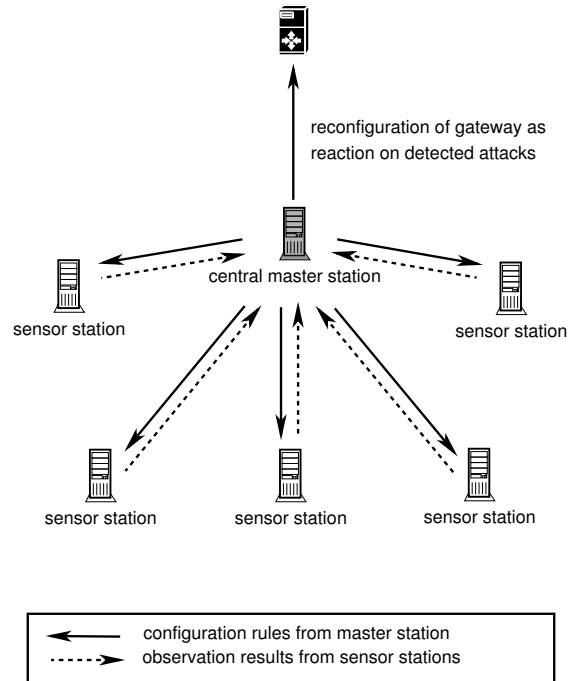 reconfiguration of gateway as
reaction on detected attacks
central master station
sensor station
sensor station
sensor station
sensor station
sensor station
configuration rules from master station
observation results from sensor stations